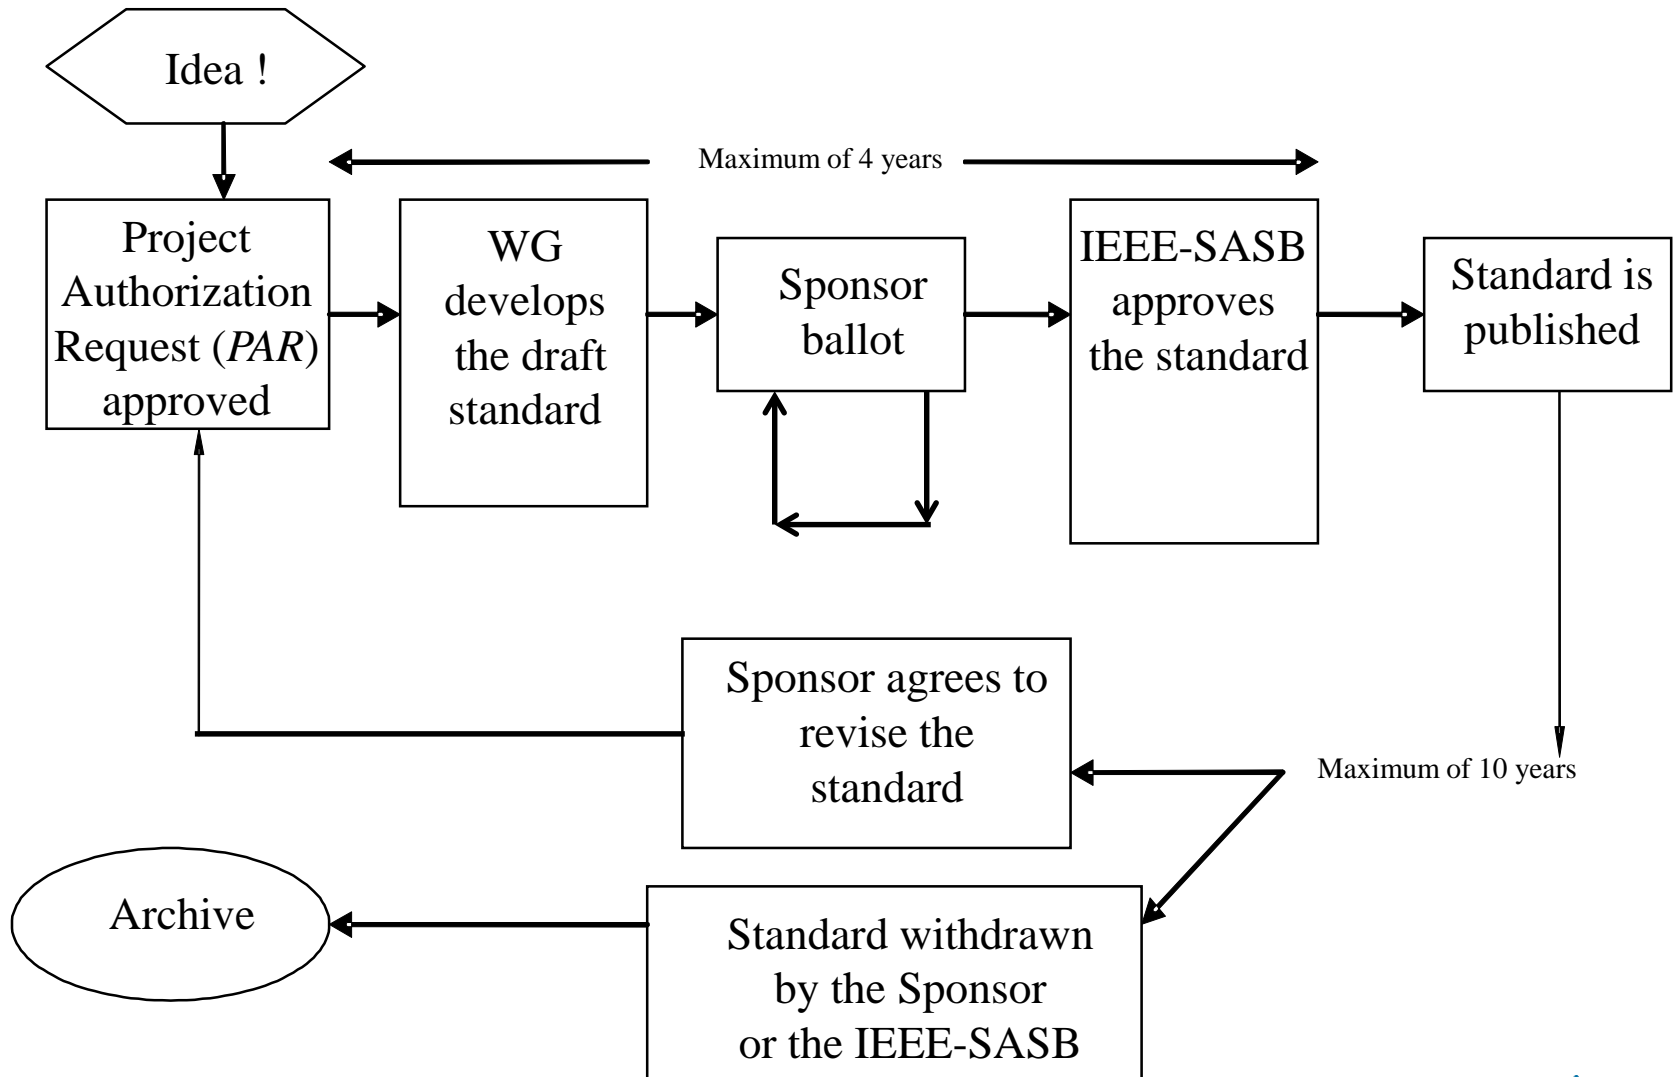 Idea !
Maximum of 4 years
Project
Authorization
Request (PAR)
approved
WG
develops
the draft
standard
Sponsor
ballot
IEEE-SASB
approves
the standard
Standard is
published
Maximum of 10 years
Sponsor agrees to
revise the
standard
Archive
Standard withdrawn
by the Sponsor
or the IEEE-SASB